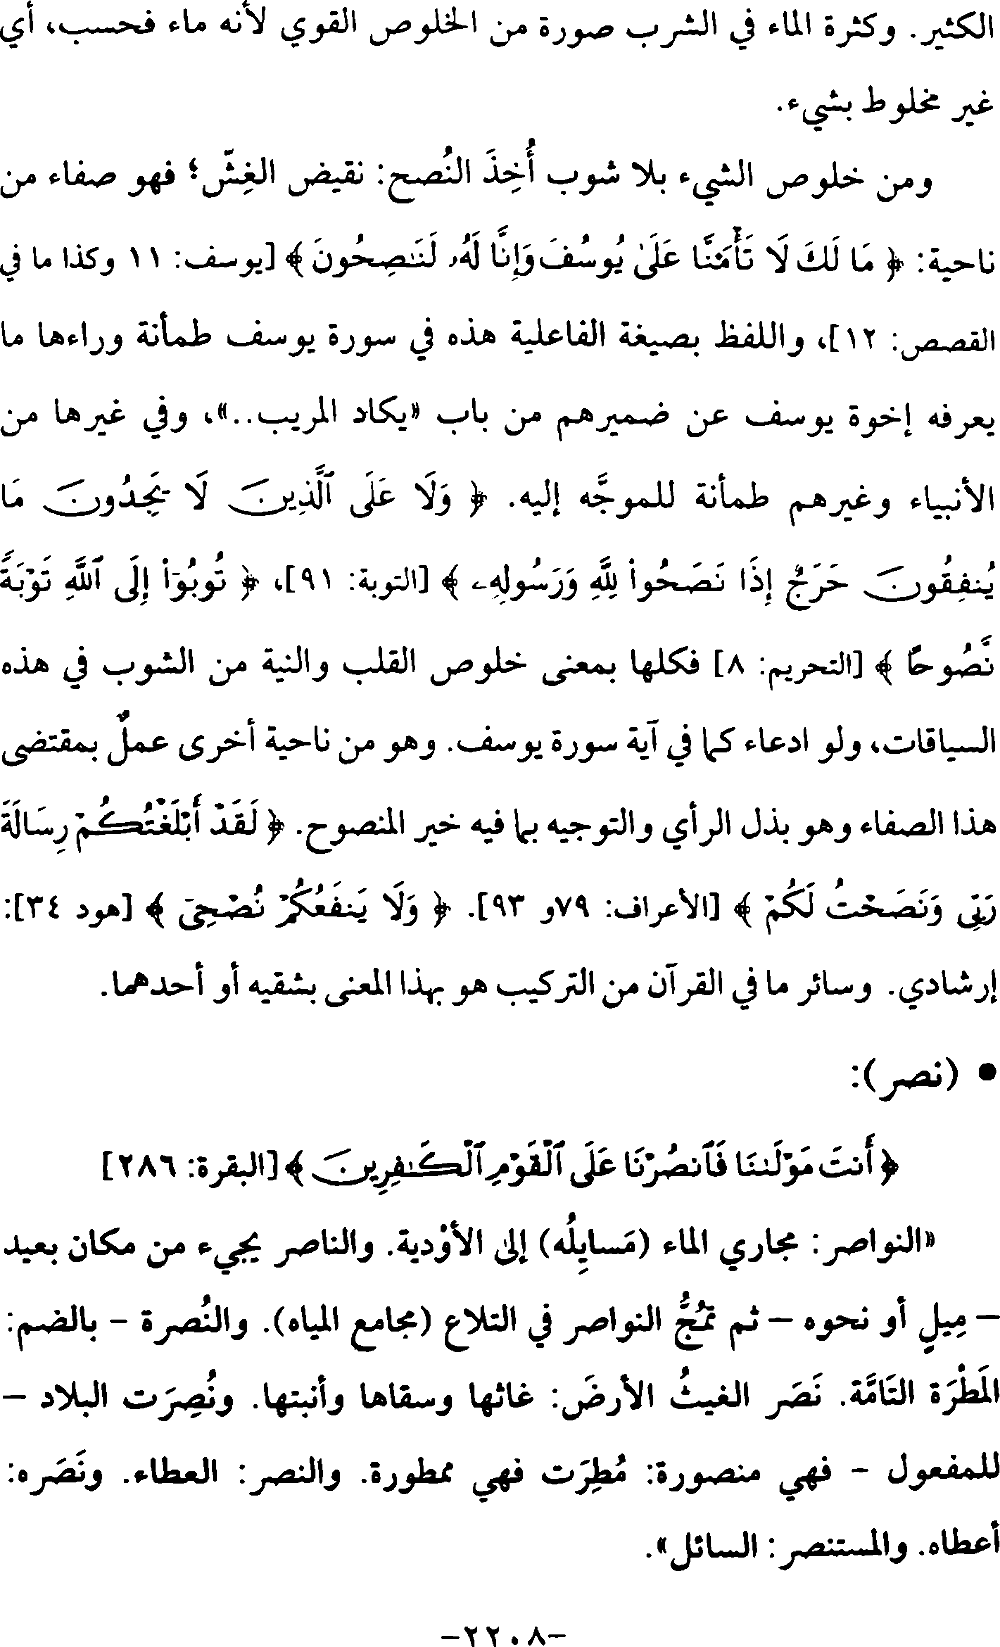 الكثير. وكثرة الماء في الشرب صورة من الخلوص القوي لأنه ماء فحسب، أي
غير مخلوط بشيء.
ومن خلوص الشيء بلا شوب أُخِذَ النُصح: نقيض الغِشّ؛ فهو صفاء من
ناحية: ﴿ مَا لَكَ لَا تَأْمَ۫نَّا عَلَىٰ يُوسُفَ وَإِنَّا لَهُۥ لَنَـٰصِحُونَ ﴾ [يوسف: ١١ وكذا ما في
القصص: ١٢]، واللفظ بصيغة الفاعلية هذه في سورة يوسف طمأنة وراءها ما
يعرفه إخوة يوسف عن ضميرهم من باب «يكاد المريب..»، وفي غيرها من
الأنبياء وغيرهم طمأنة للموجَّه إليه. ﴿ وَلَا عَلَى ٱلَّذِينَ لَا يَجِدُونَ مَا
يُنفِقُونَ حَرَجٌ إِذَا نَصَحُوا۟ لِلَّهِ وَرَسُولِهِۦ ﴾ [التوبة: ٩١]، ﴿ تُوبُوٓا۟ إِلَى ٱللَّهِ تَوْبَةً
نَّصُوحًا ﴾ [التحريم: ٨] فكلها بمعنى خلوص القلب والنية من الشوب في هذه
السياقات، ولو ادعاء كما في آية سورة يوسف. وهو من ناحية أخرى عملٌ بمقتضى
هذا الصفاء وهو بذل الرأي والتوجيه بما فيه خير المنصوح. ﴿ لَقَدْ أَبْلَغْتُكُمْ رِسَالَةَ
رَبِّى وَنَصَحْتُ لَكُمْ ﴾ [الأعراف: ٧٩و ٩٣]. ﴿ وَلَا يَنفَعُكُمْ نُصْحِىٓ ﴾ [هود ٣٤]:
إرشادي. وسائر ما في القرآن من التركيب هو بهذا المعنى بشقيه أو أحدهما.
• (نصر):
﴿ أَنتَ مَوْلَىٰنَا فَٱنصُرْنَا عَلَى ٱلْقَوْمِ ٱلْكَـٰفِرِينَ ﴾ [البقرة: ٢٨٦]
«النواصر: مجاري الماء (مَسايِلُه) إلى الأوْدية. والناصر يجيء من مكان بعيد
– مِيلٍ أو نحوه – ثم تَمُجُّ النواصر في التلاع (مجامع المياه). والنُصرة – بالضم:
المَطْرَة التَامَّة. نَصَر الغيثُ الأرضَ: غاثها وسقاها وأنبتها. ونُصِرَت البلاد –
للمفعول – فهي منصورة: مُطِرَت فهي ممطورة. والنصر: العطاء. ونَصَره:
أعطاه. والمستنصر: السائل».
–٢٢٠٨–